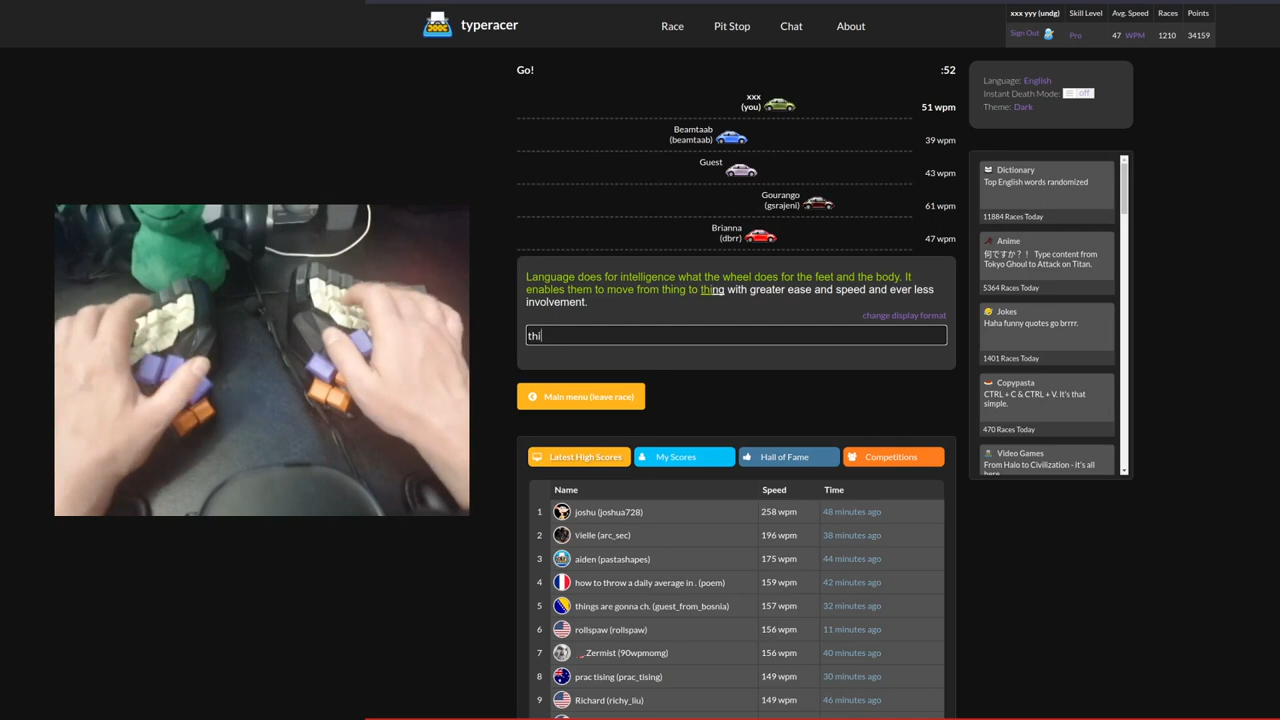 typeracer
Race
Pit Stop
Chat
About
xxx yyy (undg)
Skill Level
Avg. Speed
Races
Points
Sign Out
Pro
47 WPM
1210
34159
Go!
:52
xxx
(you)
51 wpm
Beamtaab
(beamtaab)
39 wpm
Guest
43 wpm
Gourango
(gsrajeni)
61 wpm
Brianna
(dbrr)
47 wpm
Language does for intelligence what the wheel does for the feet and the body. It
enables them to move from thing to thing with greater ease and speed and ever less
involvement.
change display format
thi
Main menu (leave race)
Language: English
Instant Death Mode: off
Theme: Dark
Dictionary
Top English words randomized
11884 Races Today
Anime
何ですか？！ Type content from
Tokyo Ghoul to Attack on Titan.
5364 Races Today
Jokes
Haha funny quotes go brrrr.
1401 Races Today
Copypasta
CTRL + C & CTRL + V. It's that
simple.
470 Races Today
Video Games
From Halo to Civilization - it's all
here.
Latest High Scores
My Scores
Hall of Fame
Competitions
Name
Speed
Time
1 joshu (joshua728) 258 wpm 48 minutes ago
2 Vielle (arc_sec) 196 wpm 38 minutes ago
3 aiden (pastashapes) 175 wpm 44 minutes ago
4 how to throw a daily average in . (poem) 159 wpm 42 minutes ago
5 things are gonna ch. (guest_from_bosnia) 157 wpm 32 minutes ago
6 rollspaw (rollspaw) 156 wpm 11 minutes ago
7 Zermist (90wpmomg) 156 wpm 40 minutes ago
8 prac tising (prac_tising) 149 wpm 30 minutes ago
9 Richard (richy_liu) 149 wpm 46 minutes ago